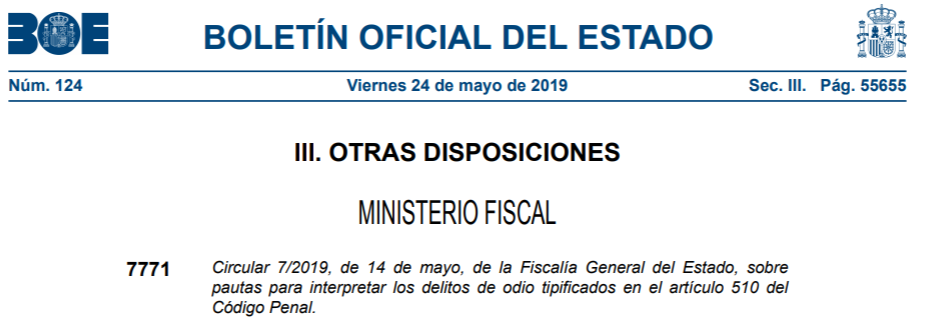 BOE
BOLETÍN OFICIAL DEL ESTADO
Núm. 124 Viernes 24 de mayo de 2019 Sec. III. Pág. 55655
III. OTRAS DISPOSICIONES
MINISTERIO FISCAL
7771 Circular 7/2019, de 14 de mayo, de la Fiscalía General del Estado, sobre
pautas para interpretar los delitos de odio tipificados en el artículo 510 del
Código Penal.